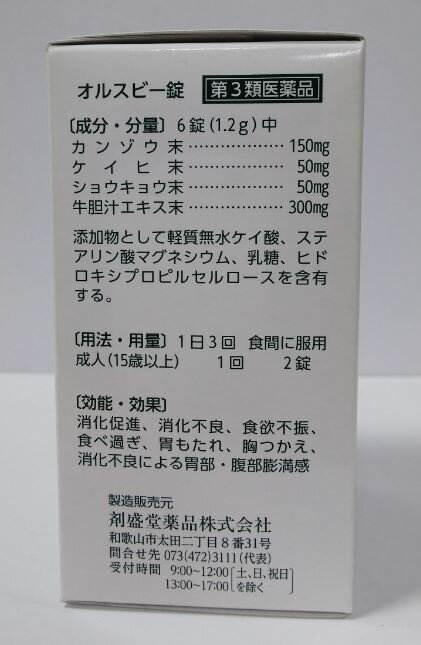 オルスビー錠 第3類医薬品
〔成分・分量〕6錠(1.2g)中
カンゾウ末………………150mg
ケイヒ末………………50mg
ショウキョウ末………………50mg
牛胆汁エキス末………………300mg
添加物として軽質無水ケイ酸、ステ
アリン酸マグネシウム、乳糖、ヒド
ロキシプロピルセルロースを含有
する。
〔用法・用量〕1日3回 食間に服用
成人(15歳以上) 1回 2錠
〔効能・効果〕
消化促進、消化不良、食欲不振、
食べ過ぎ、胃もたれ、胸つかえ、
消化不良による胃部・腹部膨満感
製造販売元
剤盛堂薬品株式会社
和歌山市太田二丁目8番31号
問合せ先 073(472)3111(代表)
受付時間 9:00~12:00〔土、日、祝日〕
13:00~17:00〔を除く〕